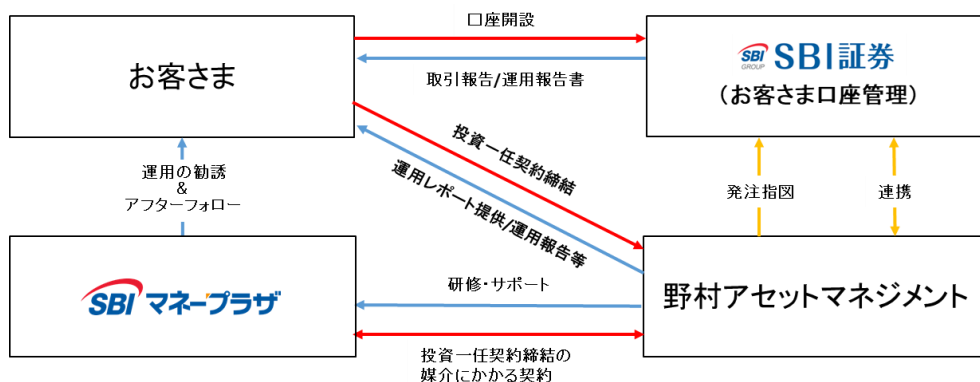 口座開設
お客さま
SBI GROUP SBI証券
(お客さま口座管理)
取引報告/運用報告書
投資一任契約締結
運用レポート提供/運用報告等
運用の勧誘
&
アフターフォロー
発注指図
連携
SBI マネープラザ
研修・サポート
野村アセットマネジメント
投資一任契約締結の
媒介にかかる契約